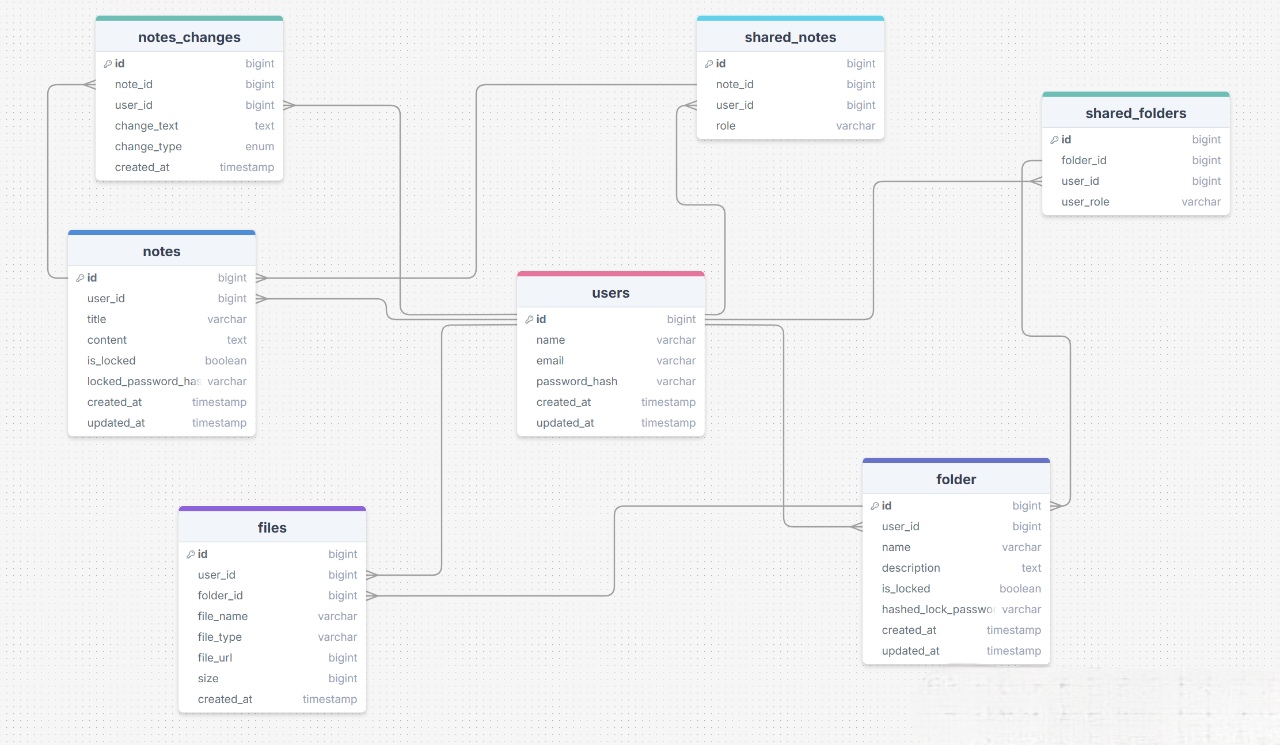 notes_changes
id bigint
note_id bigint
user_id bigint
change_text text
change_type enum
created_at timestamp
shared_notes
id bigint
note_id bigint
user_id bigint
role varchar
shared_folders
id bigint
folder_id bigint
user_id bigint
user_role varchar
notes
id bigint
user_id bigint
title varchar
content text
is_locked boolean
locked_password_has varchar
created_at timestamp
updated_at timestamp
users
id bigint
name varchar
email varchar
password_hash varchar
created_at timestamp
updated_at timestamp
folder
id bigint
user_id bigint
name varchar
description text
is_locked boolean
hashed_lock_passwo varchar
created_at timestamp
updated_at timestamp
files
id bigint
user_id bigint
folder_id bigint
file_name varchar
file_type varchar
file_url bigint
size bigint
created_at timestamp